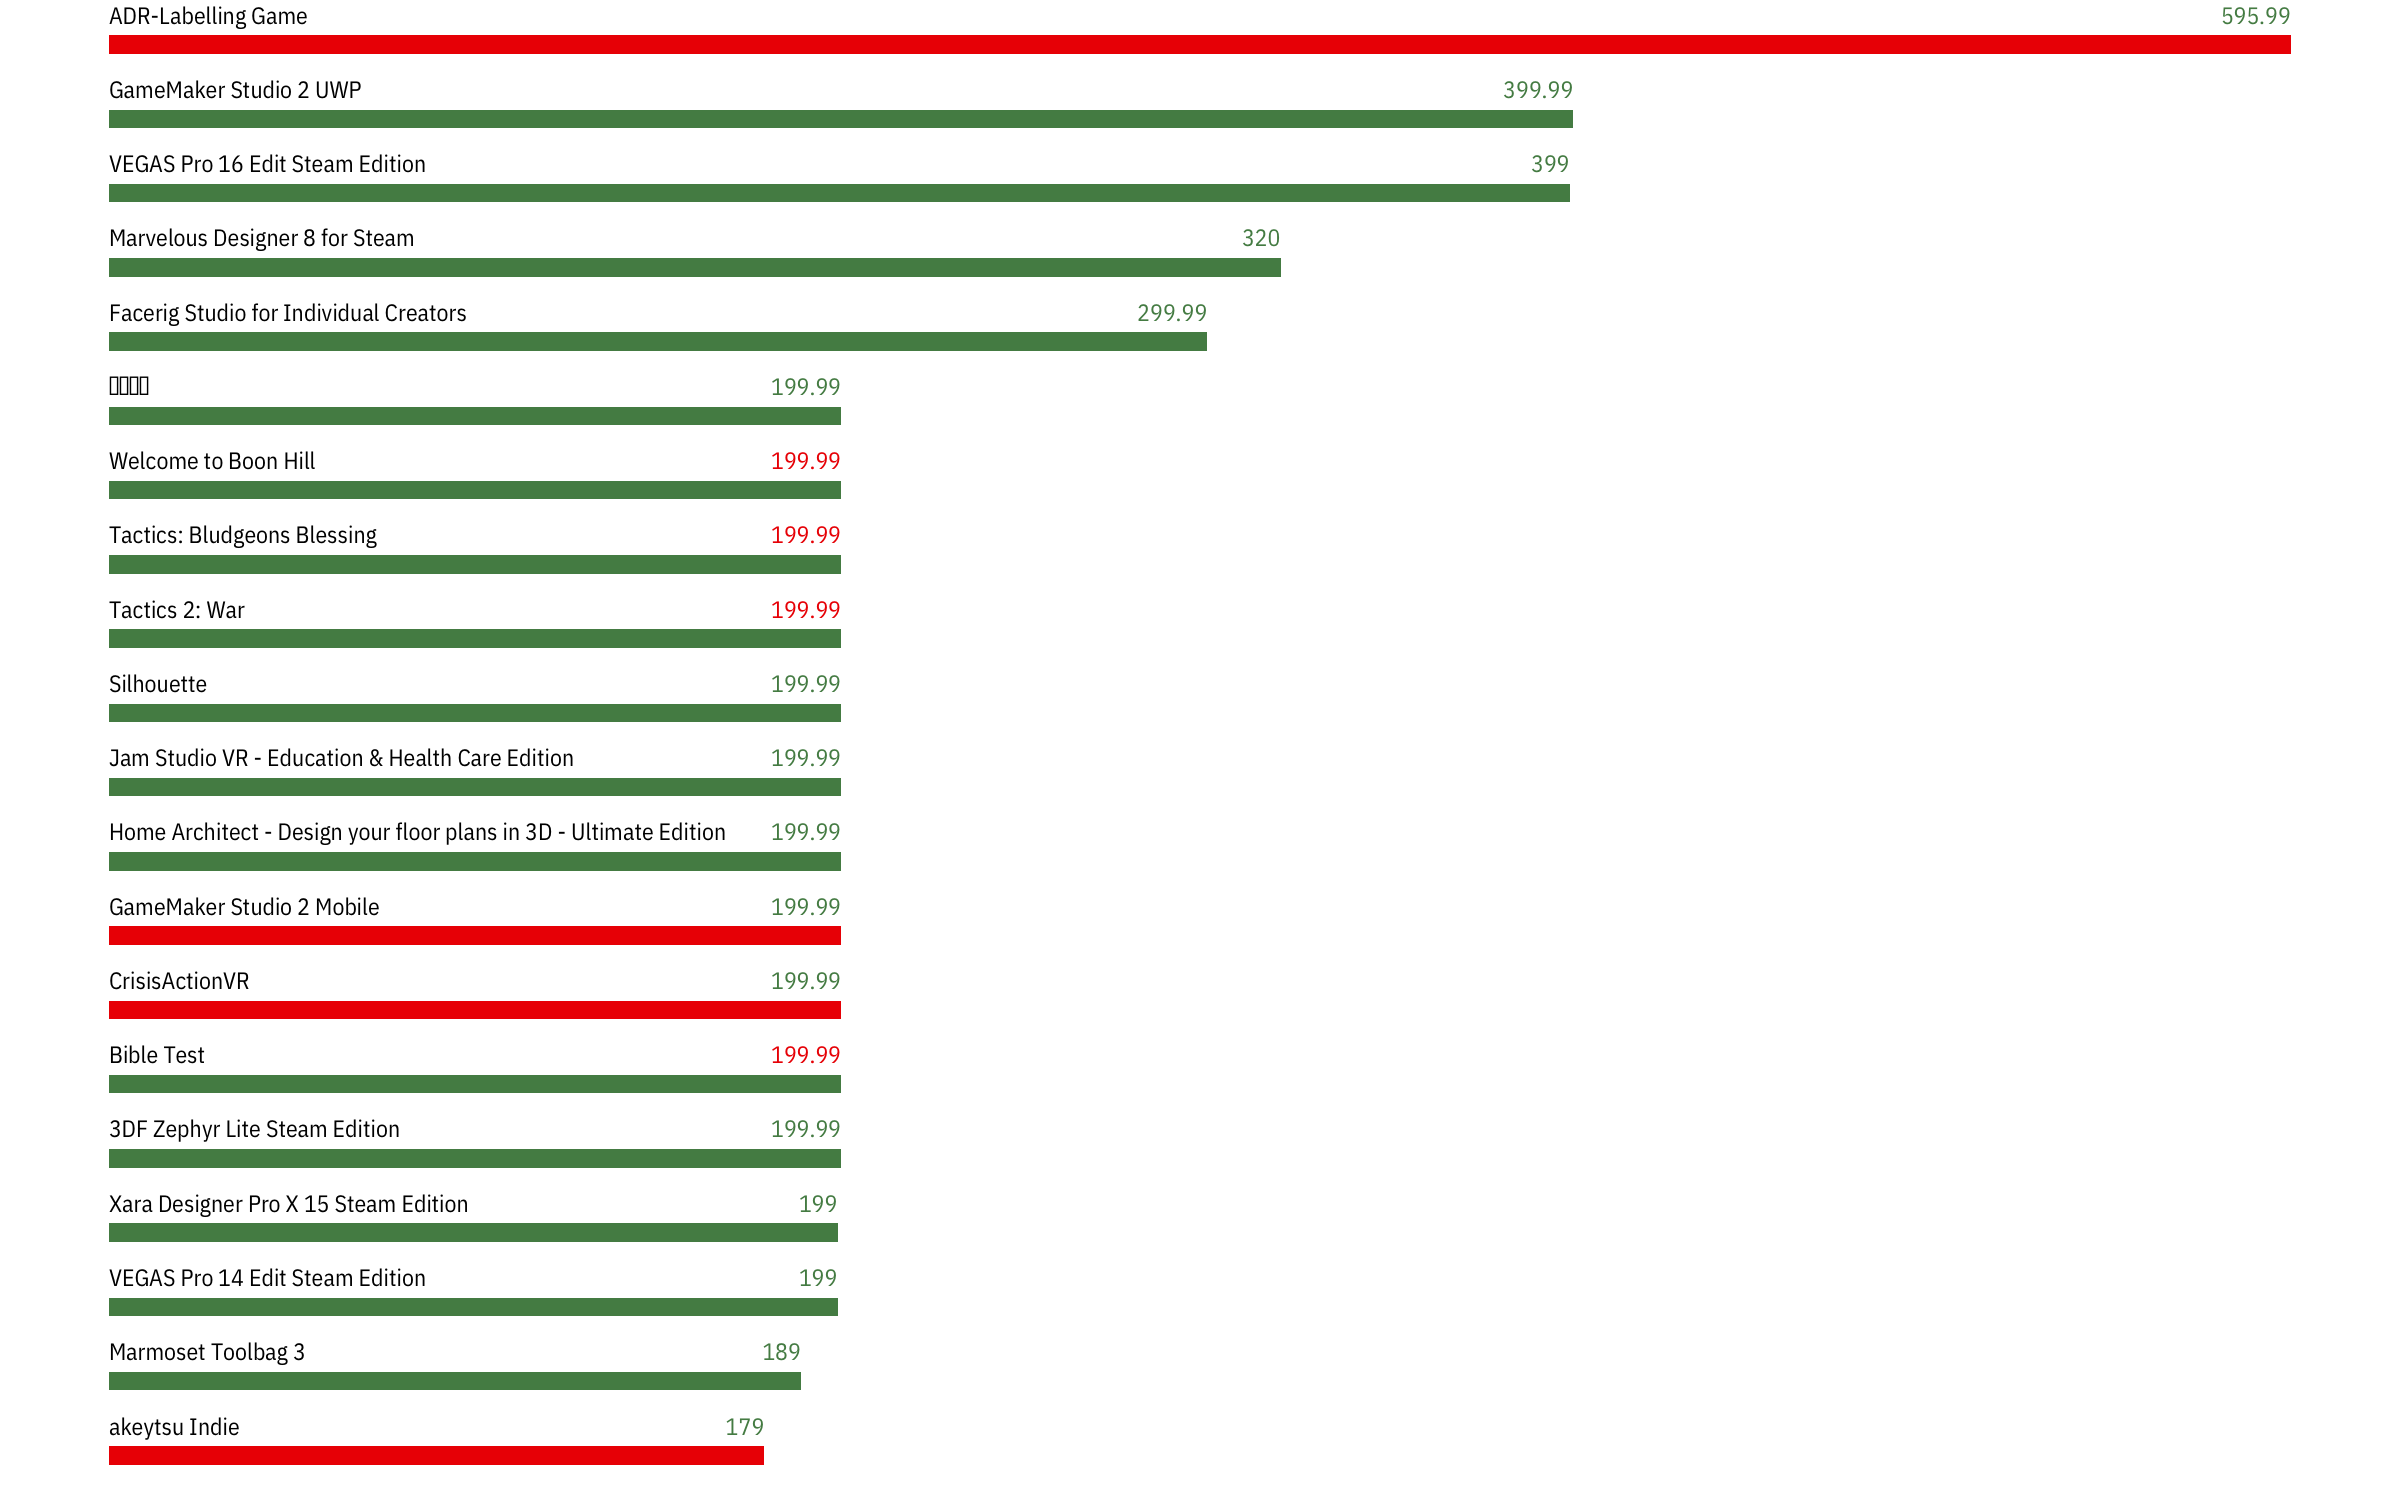 ADR-Labelling Game 595.99
GameMaker Studio 2 UWP 399.99
VEGAS Pro 16 Edit Steam Edition 399
Marvelous Designer 8 for Steam 320
Facerig Studio for Individual Creators 299.99
199.99
Welcome to Boon Hill 199.99
Tactics: Bludgeons Blessing 199.99
Tactics 2: War 199.99
Silhouette 199.99
Jam Studio VR - Education & Health Care Edition 199.99
Home Architect - Design your floor plans in 3D - Ultimate Edition 199.99
GameMaker Studio 2 Mobile 199.99
CrisisActionVR 199.99
Bible Test 199.99
3DF Zephyr Lite Steam Edition 199.99
Xara Designer Pro X 15 Steam Edition 199
VEGAS Pro 14 Edit Steam Edition 199
Marmoset Toolbag 3 189
akeytsu Indie 179